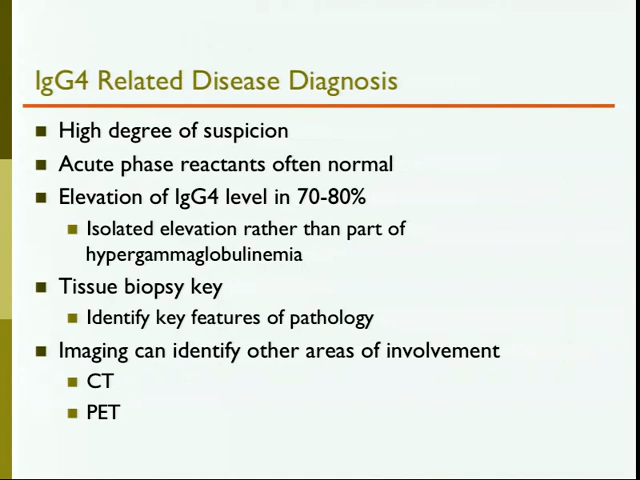 IgG4 Related Disease Diagnosis
High degree of suspicion
Acute phase reactants often normal
Elevation of IgG4 level in 70-80%
Isolated elevation rather than part of
hypergammaglobulinemia
Tissue biopsy key
Identify key features of pathology
Imaging can identify other areas of involvement
CT
PET